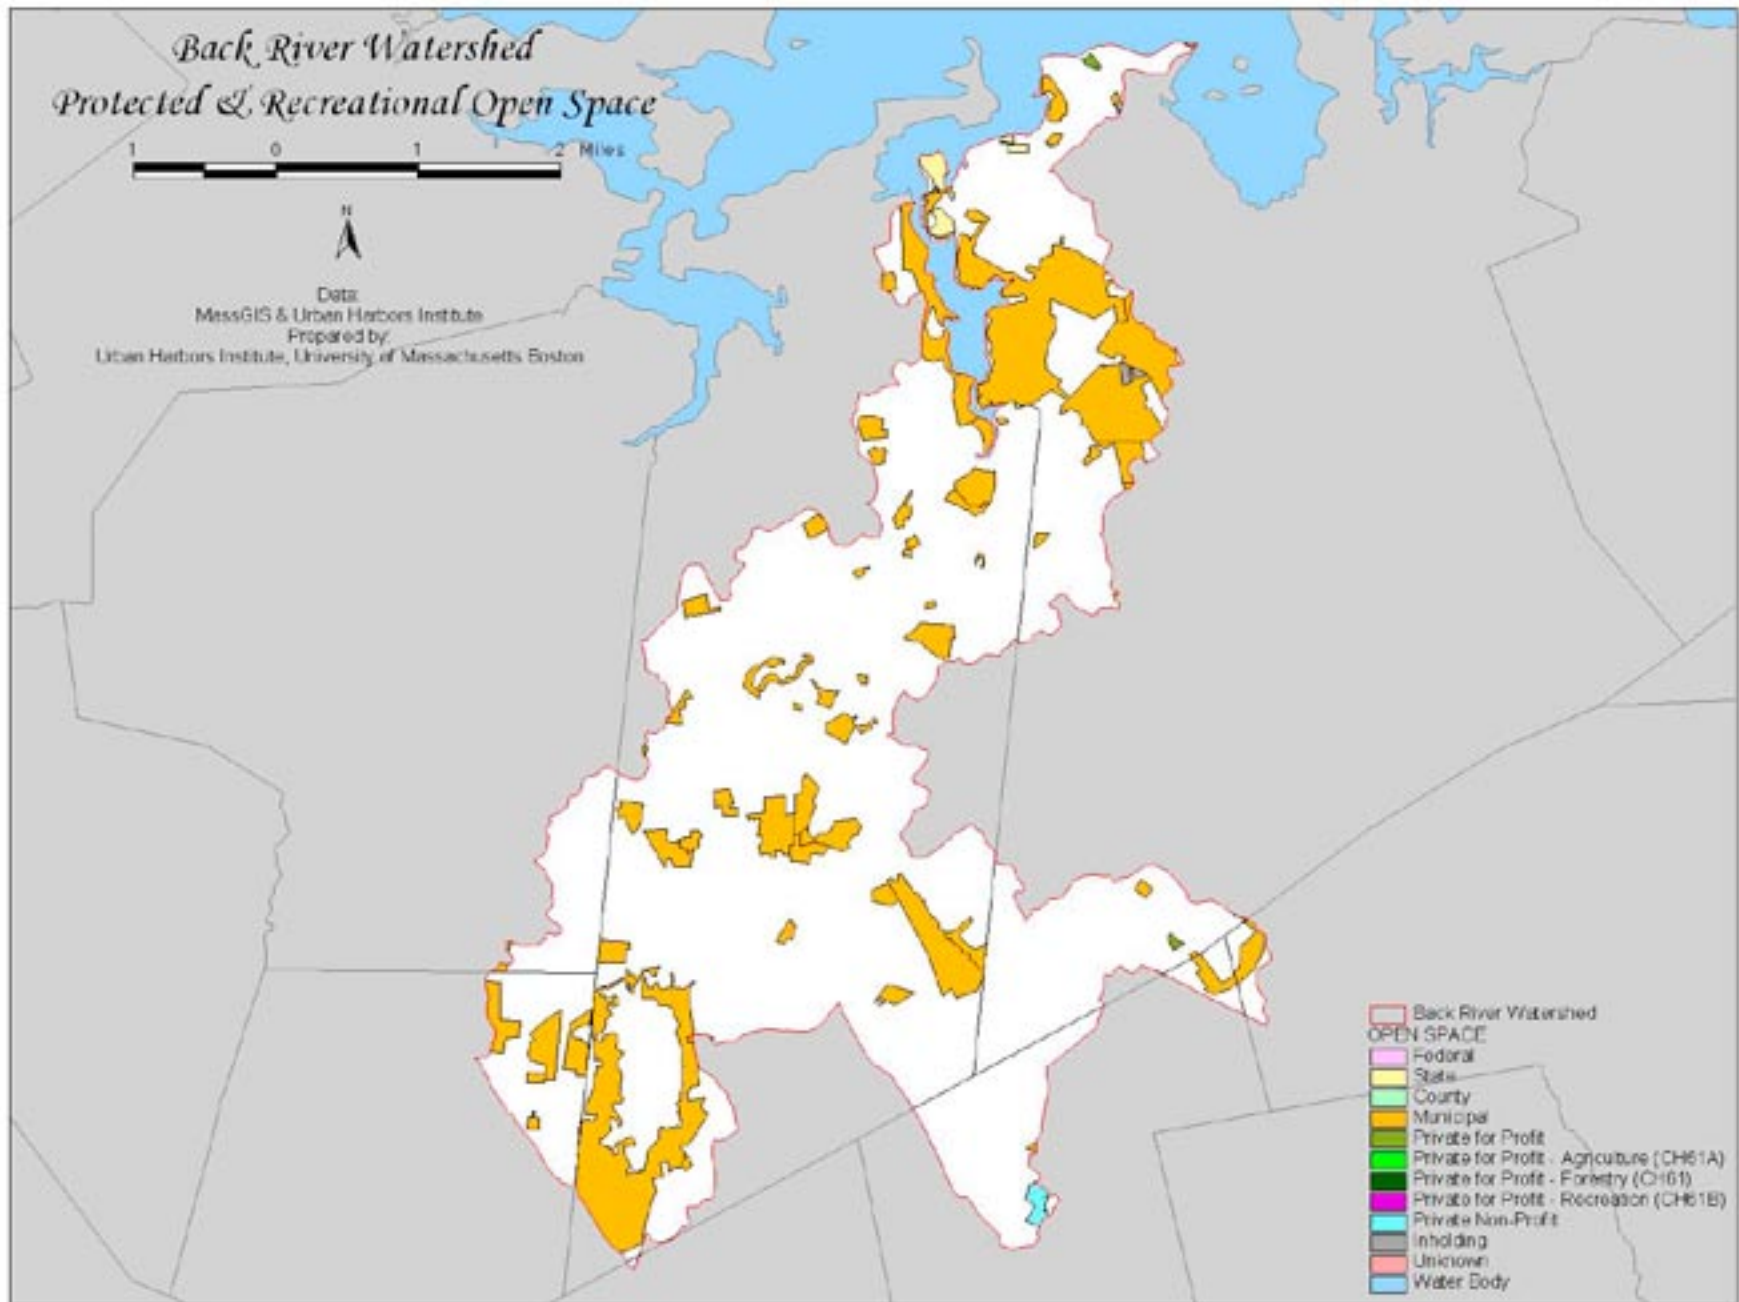 Back River Watershed
Protected & Recreational Open Space
1 0 1 2 Miles
N
Data:
MassGIS & Urban Harbors Institute
Prepared by:
Urban Harbors Institute, University of Massachusetts Boston
Back River Watershed
OPEN SPACE
Federal
State
County
Municipal
Private for Profit
Private for Profit - Agriculture (CH61A)
Private for Profit - Forestry (CH61)
Private for Profit - Recreation (CH61B)
Private Non-Profit
Inholding
Unknown
Water Body